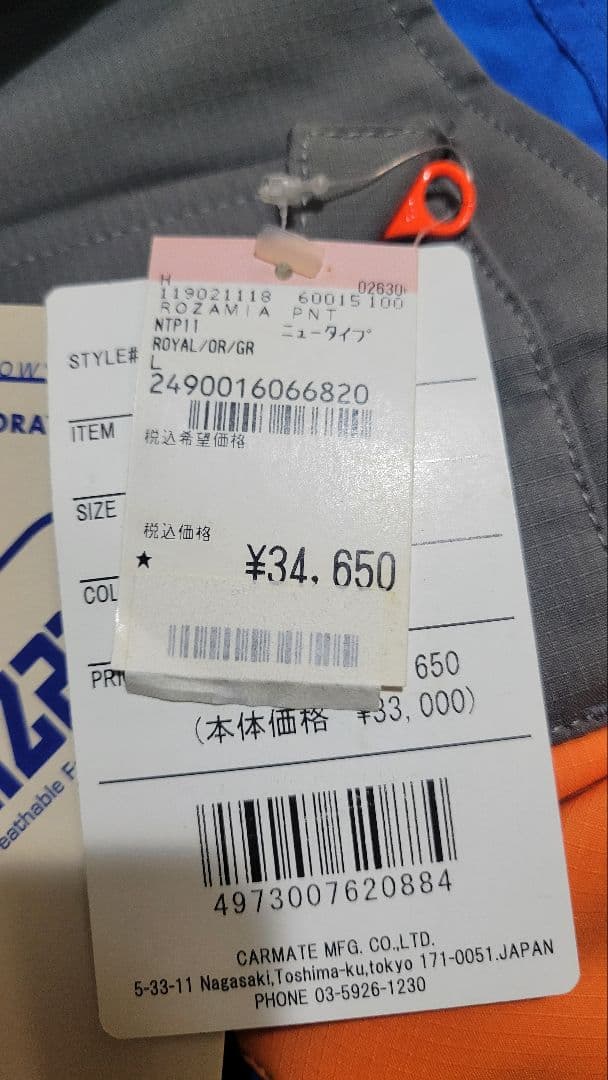 H
02630
119021118 60015 100
ROZAMIA PNT
NTP11 ニュータイプ
ROYAL/OR/GR
L
2490016066820
税込希望価格
税込価格
★ ¥34,650
STYLE#
ITEM
SIZE
COL
PRI
650
(本体価格 ¥33,000)
4973007620884
CARMATE MFG. CO.,LTD.
5-33-11 Nagasaki,Toshima-ku,tokyo 171-0051.JAPAN
PHONE 03-5926-1230
OW
ORA
eathable F